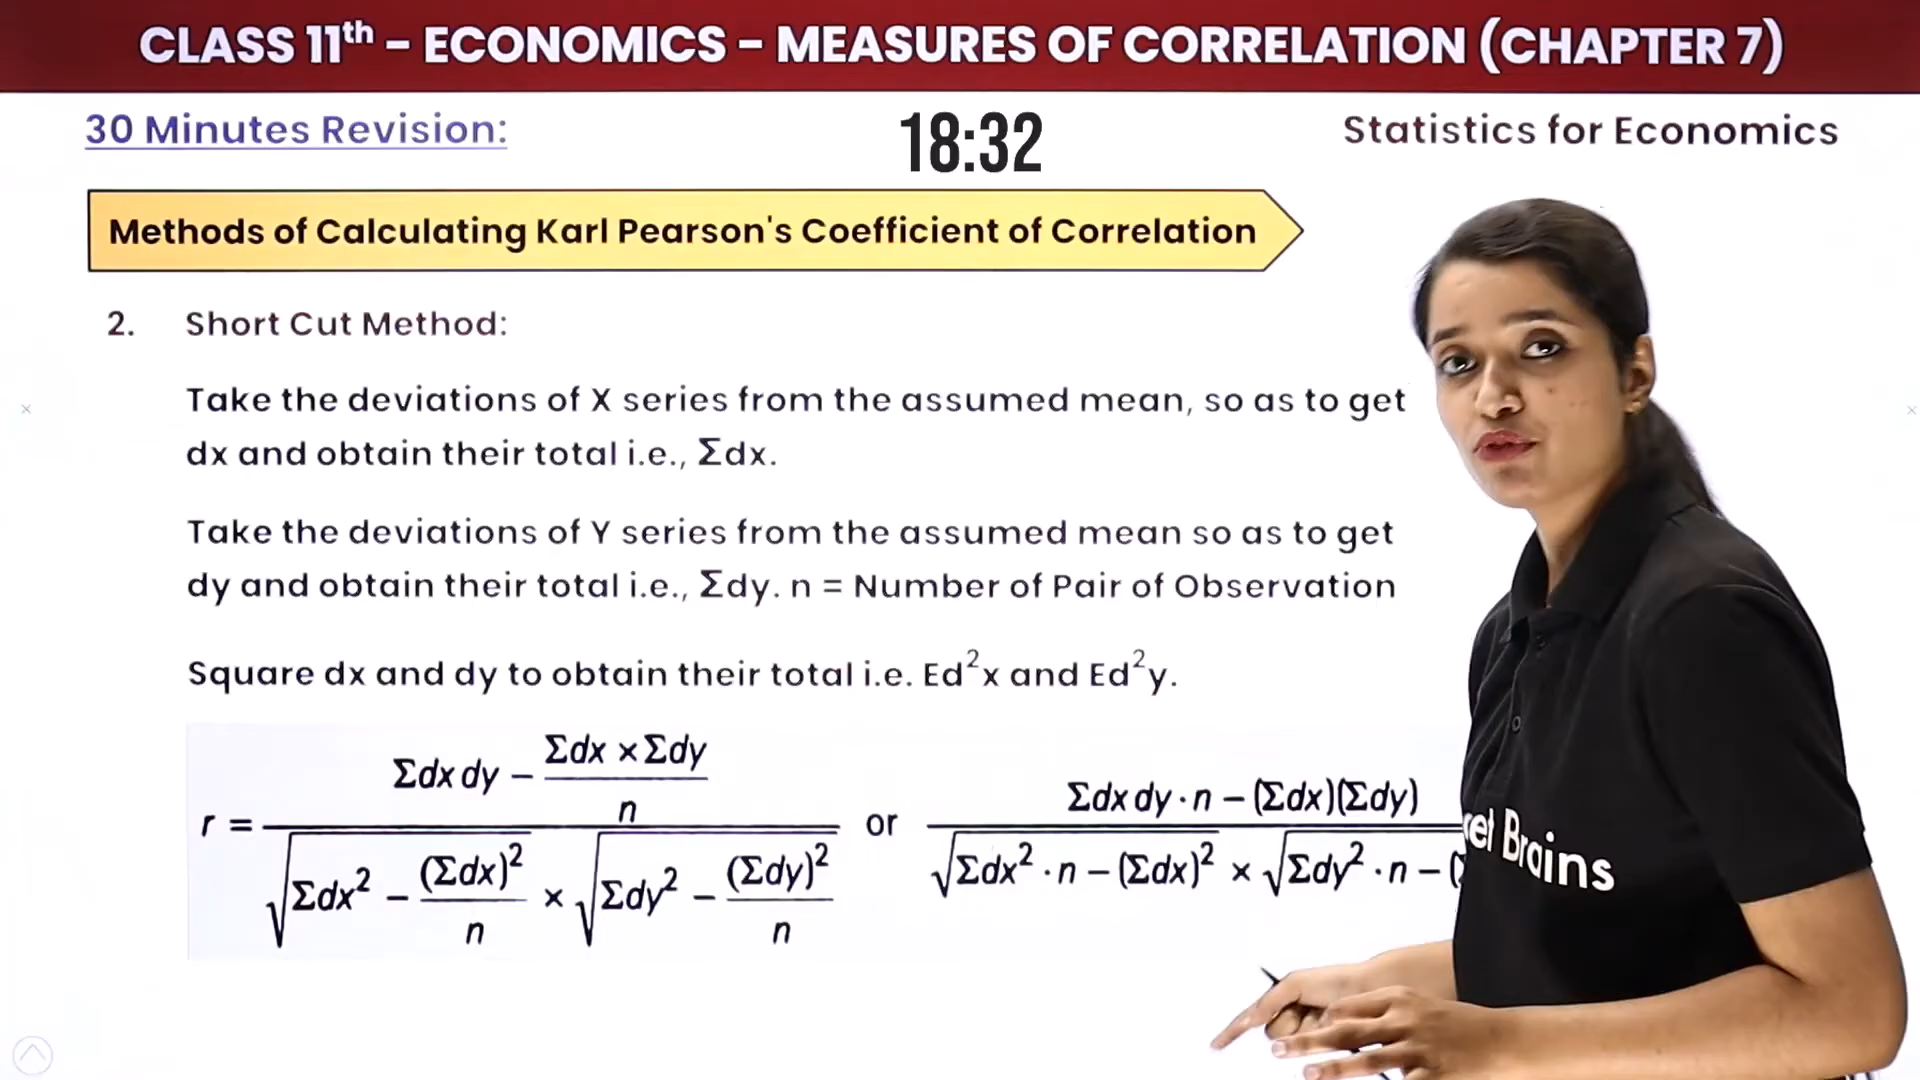 CLASS 11th – ECONOMICS – MEASURES OF CORRELATION (CHAPTER 7)
30 Minutes Revision:
18:32
Statistics for Economics
Methods of Calculating Karl Pearson's Coefficient of Correlation
2. Short Cut Method:
Take the deviations of X series from the assumed mean, so as to get
dx and obtain their total i.e., Σdx.
Take the deviations of Y series from the assumed mean so as to get
dy and obtain their total i.e., Σdy. n = Number of Pair of Observation
Square dx and dy to obtain their total i.e. Ed²x and Ed²y.
r = (Σdx dy – (Σdx × Σdy)/n) / (√(Σdx² – (Σdx)²/n) × √(Σdy² – (Σdy)²/n)) or (Σdx dy · n – (Σdx)(Σdy)) / (√(Σdx² · n – (Σdx)²) × √(Σdy² · n – (
Brains